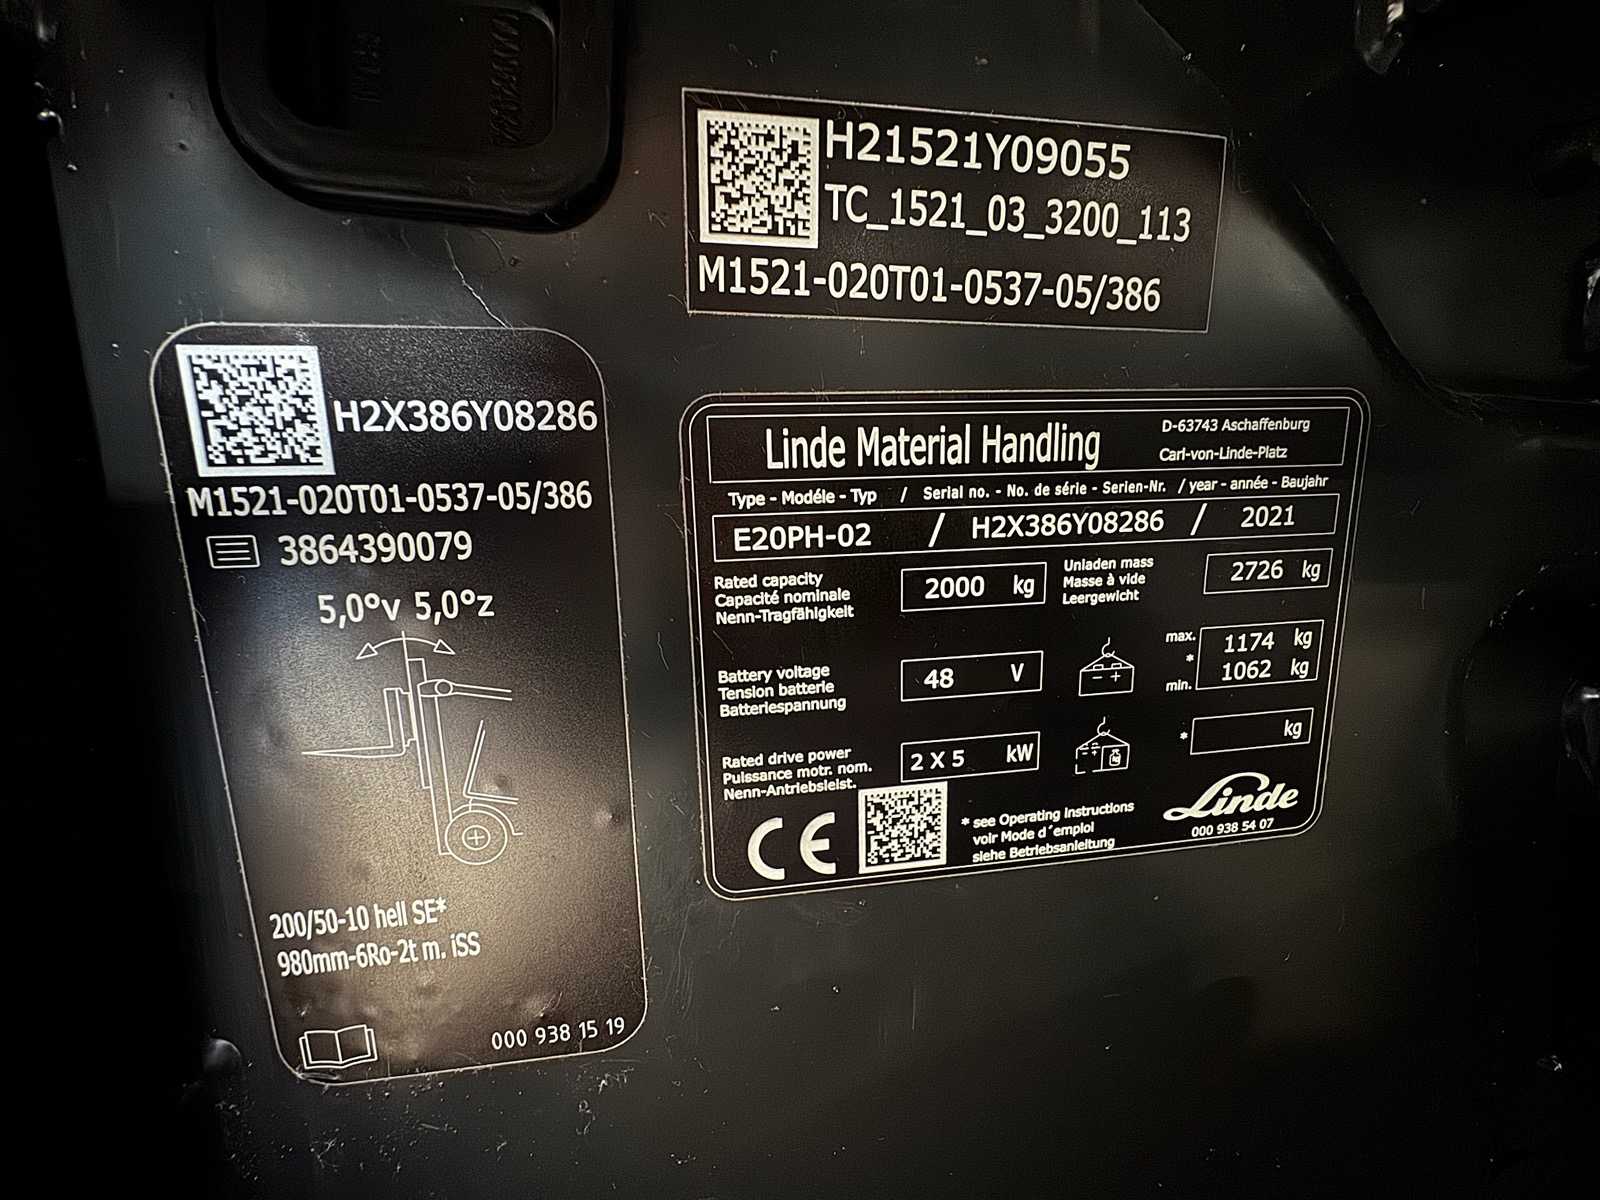 H21521Y09055
TC_1521_03_3200_113
M1521-020T01-0537-05/386
H2X386Y08286
M1521-020T01-0537-05/386
3864390079
5,0°v 5,0°z
200/50-10 hell SE*
980mm-6Ro-2t m. iSS
000 938 15 19
Linde Material Handling
D-63743 Aschaffenburg
Carl-von-Linde-Platz
Type - Modéle - Typ / Serial no. - No. de série - Serien-Nr. / year - année - Baujahr
E20PH-02 / H2X386Y08286 / 2021
Rated capacity
Capacité nominale
Nenn-Tragfähigkeit
2000 kg
Unladen mass
Masse à vide
Leergewicht
2726 kg
Battery voltage
Tension batterie
Batteriespannung
48 V
- +
max. 1174 kg
*
min. 1062 kg
Rated drive power
Puissance motr. nom.
Nenn-Antriebsleist.
2 X 5 kW
* kg
CE
* see Operating Instructions
voir Mode d´emploi
siehe Betriebsanleitung
Linde
000 938 54 07